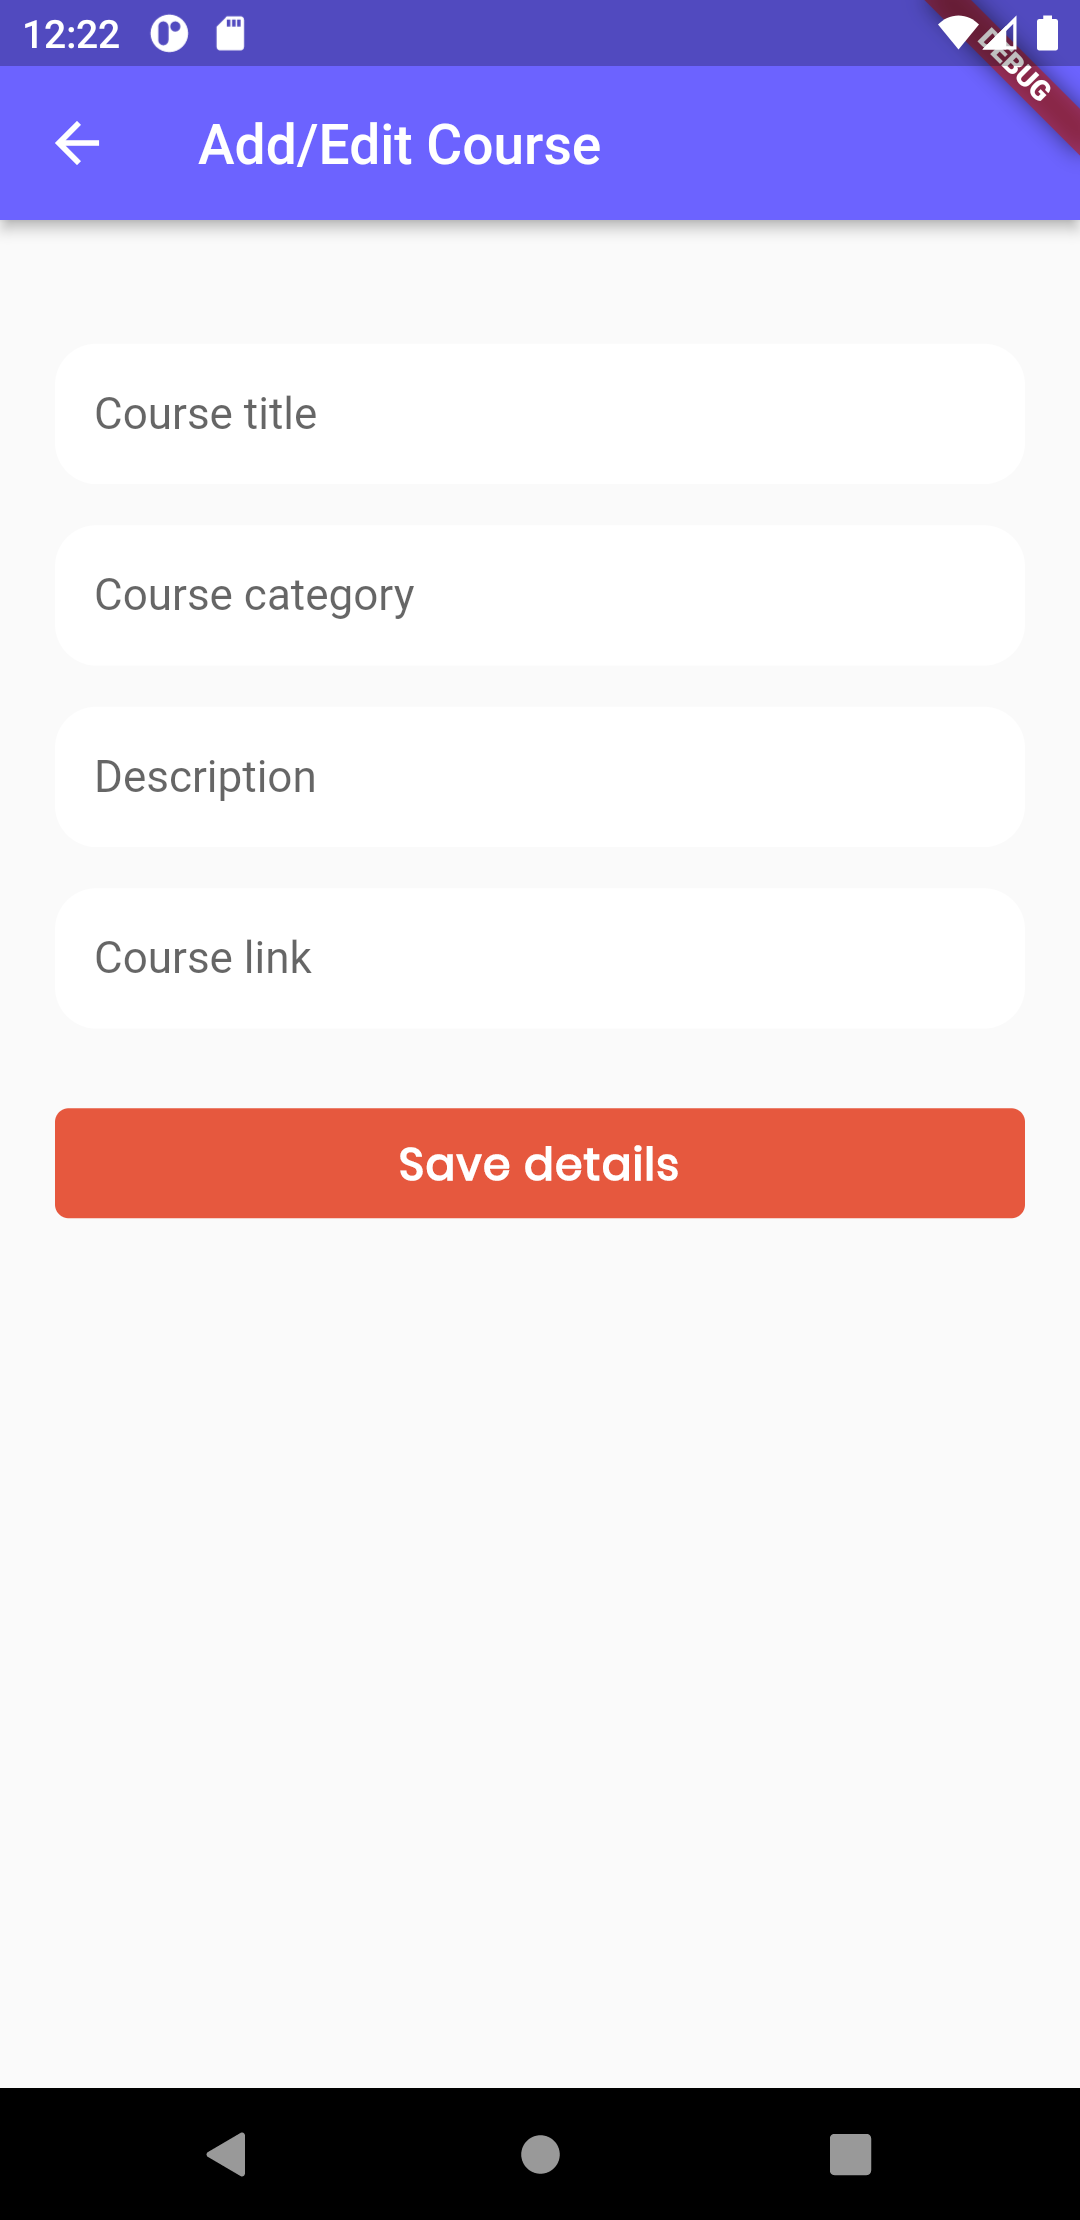 12:22
DEBUG
Add/Edit Course
Course title
Course category
Description
Course link
Save details